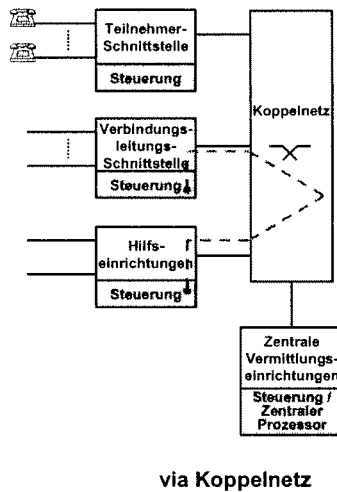 Teilnehmer-
Schnittstelle
Steuerung
Koppelnetz
Verbindungs-
leitungs-
Schnittstelle
Steuerung
Hilfs-
einrichtungen
Steuerung
Zentrale
Vermittlungs-
einrichtungen
Steuerung /
Zentraler
Prozessor
via Koppelnetz